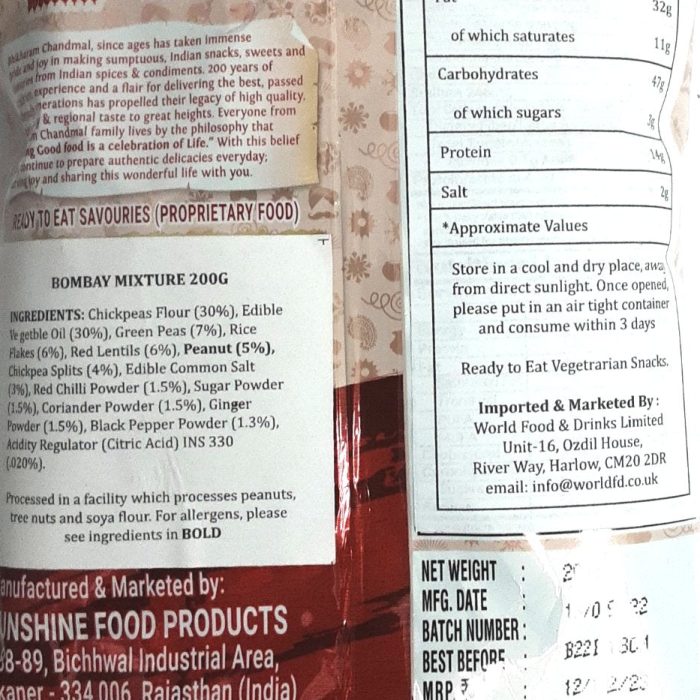 Chandmal, since ages has taken immense
and joy in making sumptuous, Indian snacks, sweets and
from Indian spices & condiments. 200 years of
experience and a flair for delivering the best, passed
nerations has propelled their legacy of high quality,
& regional taste to great heights. Everyone from
Chandmal family lives by the philosophy that
Good food is a celebration of Life." With this belief
ontinue to prepare authentic delicacies everyday;
joy and sharing this wonderful life with you.
READY TO EAT SAVOURIES (PROPRIETARY FOOD)
BOMBAY MIXTURE 200G
INGREDIENTS: Chickpeas Flour (30%), Edible
Ve getble Oil (30%), Green Peas (7%), Rice
Flakes (6%), Red Lentils (6%), Peanut (5%),
Chickpea Splits (4%), Edible Common Salt
(3%), Red Chilli Powder (1.5%), Sugar Powder
(1.5%), Coriander Powder (1.5%), Ginger
Powder (1.5%), Black Pepper Powder (1.3%),
Acidity Regulator (Citric Acid) INS 330
(.020%).
Processed in a facility which processes peanuts,
tree nuts and soya flour. For allergens, please
see ingredients in BOLD
anufactured & Marketed by:
UNSHINE FOOD PRODUCTS
88-89, Bichhwal Industrial Area,
kaner - 334 006, Rajasthan (India)
32g
of which saturates 11g
Carbohydrates 47g
of which sugars 3g
Protein 14g
Salt 2g
*Approximate Values
Store in a cool and dry place, away
from direct sunlight. Once opened,
please put in an air tight container
and consume within 3 days
Ready to Eat Vegetrarian Snacks.
Imported & Marketed By :
World Food & Drinks Limited
Unit-16, Ozdil House,
River Way, Harlow, CM20 2DR
email: info@worldfd.co.uk
NET WEIGHT :
MFG. DATE :
BATCH NUMBER :
BEST BEFORE :
MRP ₹